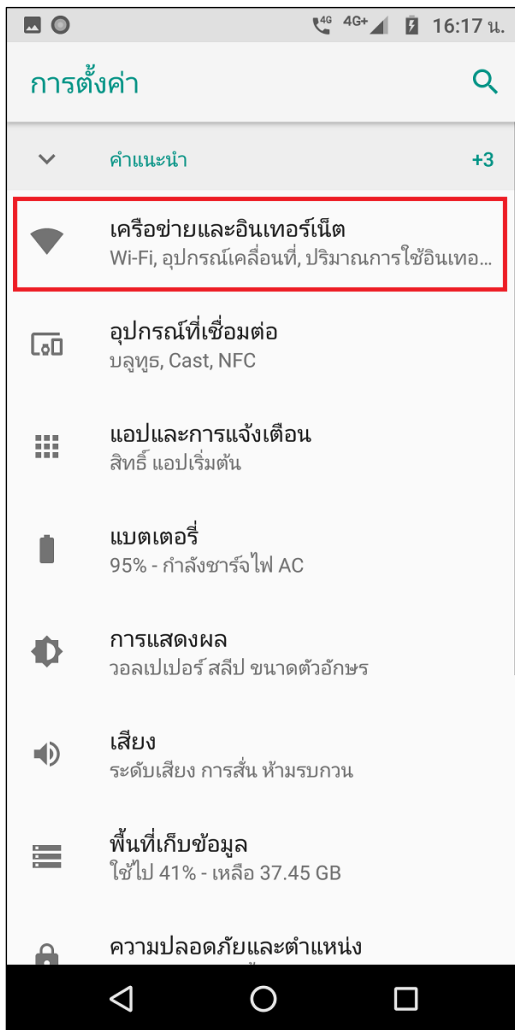 4G 4G+ 16:17 น.
การตั้งค่า
คำแนะนำ +3
เครือข่ายและอินเทอร์เน็ต
Wi-Fi, อุปกรณ์เคลื่อนที่, ปริมาณการใช้อินเทอ...
อุปกรณ์ที่เชื่อมต่อ
บลูทูธ, Cast, NFC
แอปและการแจ้งเตือน
สิทธิ์ แอปเริ่มต้น
แบตเตอรี่
95% - กำลังชาร์จไฟ AC
การแสดงผล
วอลเปเปอร์ สลีป ขนาดตัวอักษร
เสียง
ระดับเสียง การสั่น ห้ามรบกวน
พื้นที่เก็บข้อมูล
ใช้ไป 41% - เหลือ 37.45 GB
ความปลอดภัยและตำแหน่ง